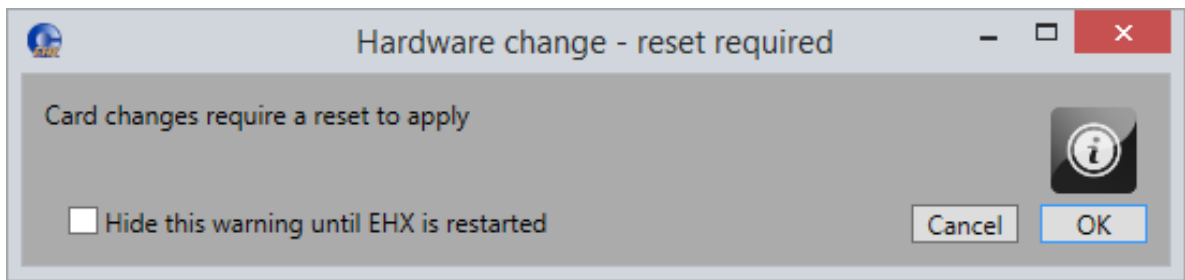 Hardware change - reset required
Card changes require a reset to apply
Hide this warning until EHX is restarted
Cancel
OK